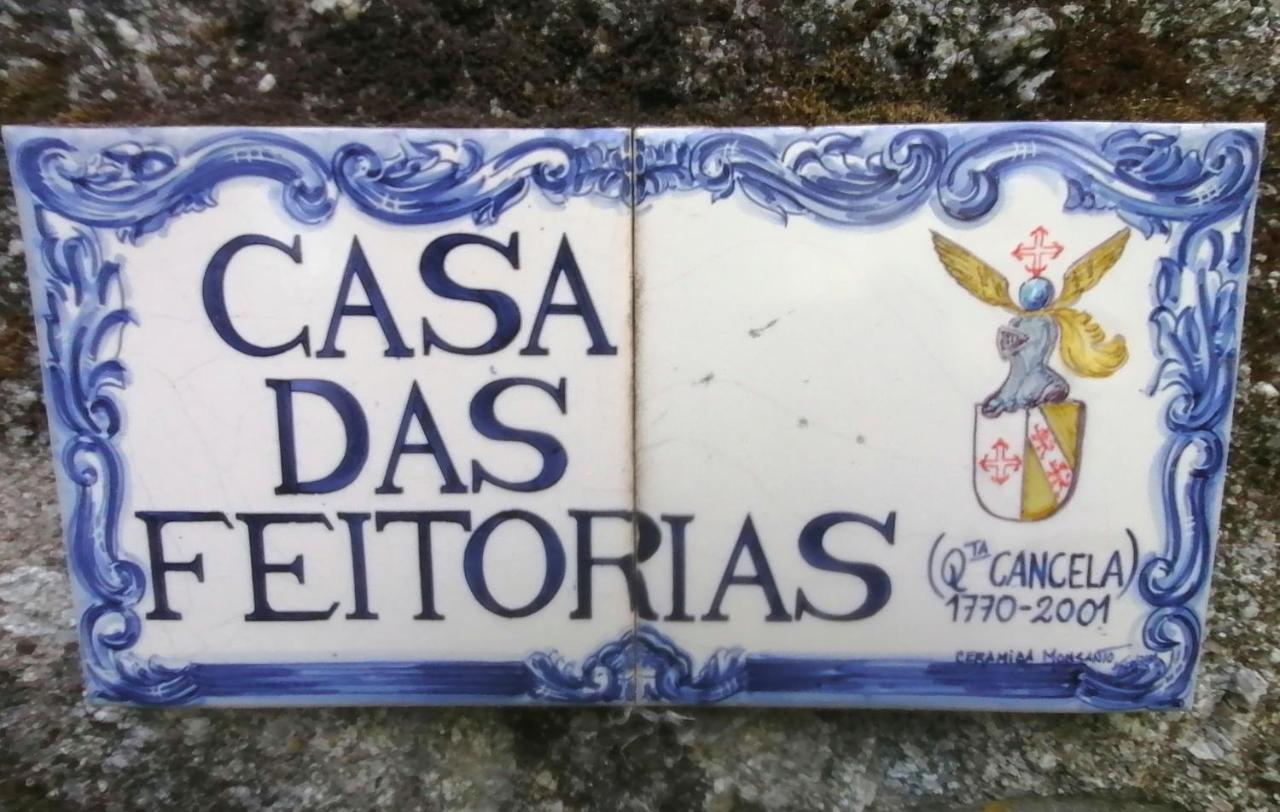 CASA
DAS
FEITORIAS
(QTA CANCELA)
1770-2001
CERAMICA MONSANTO